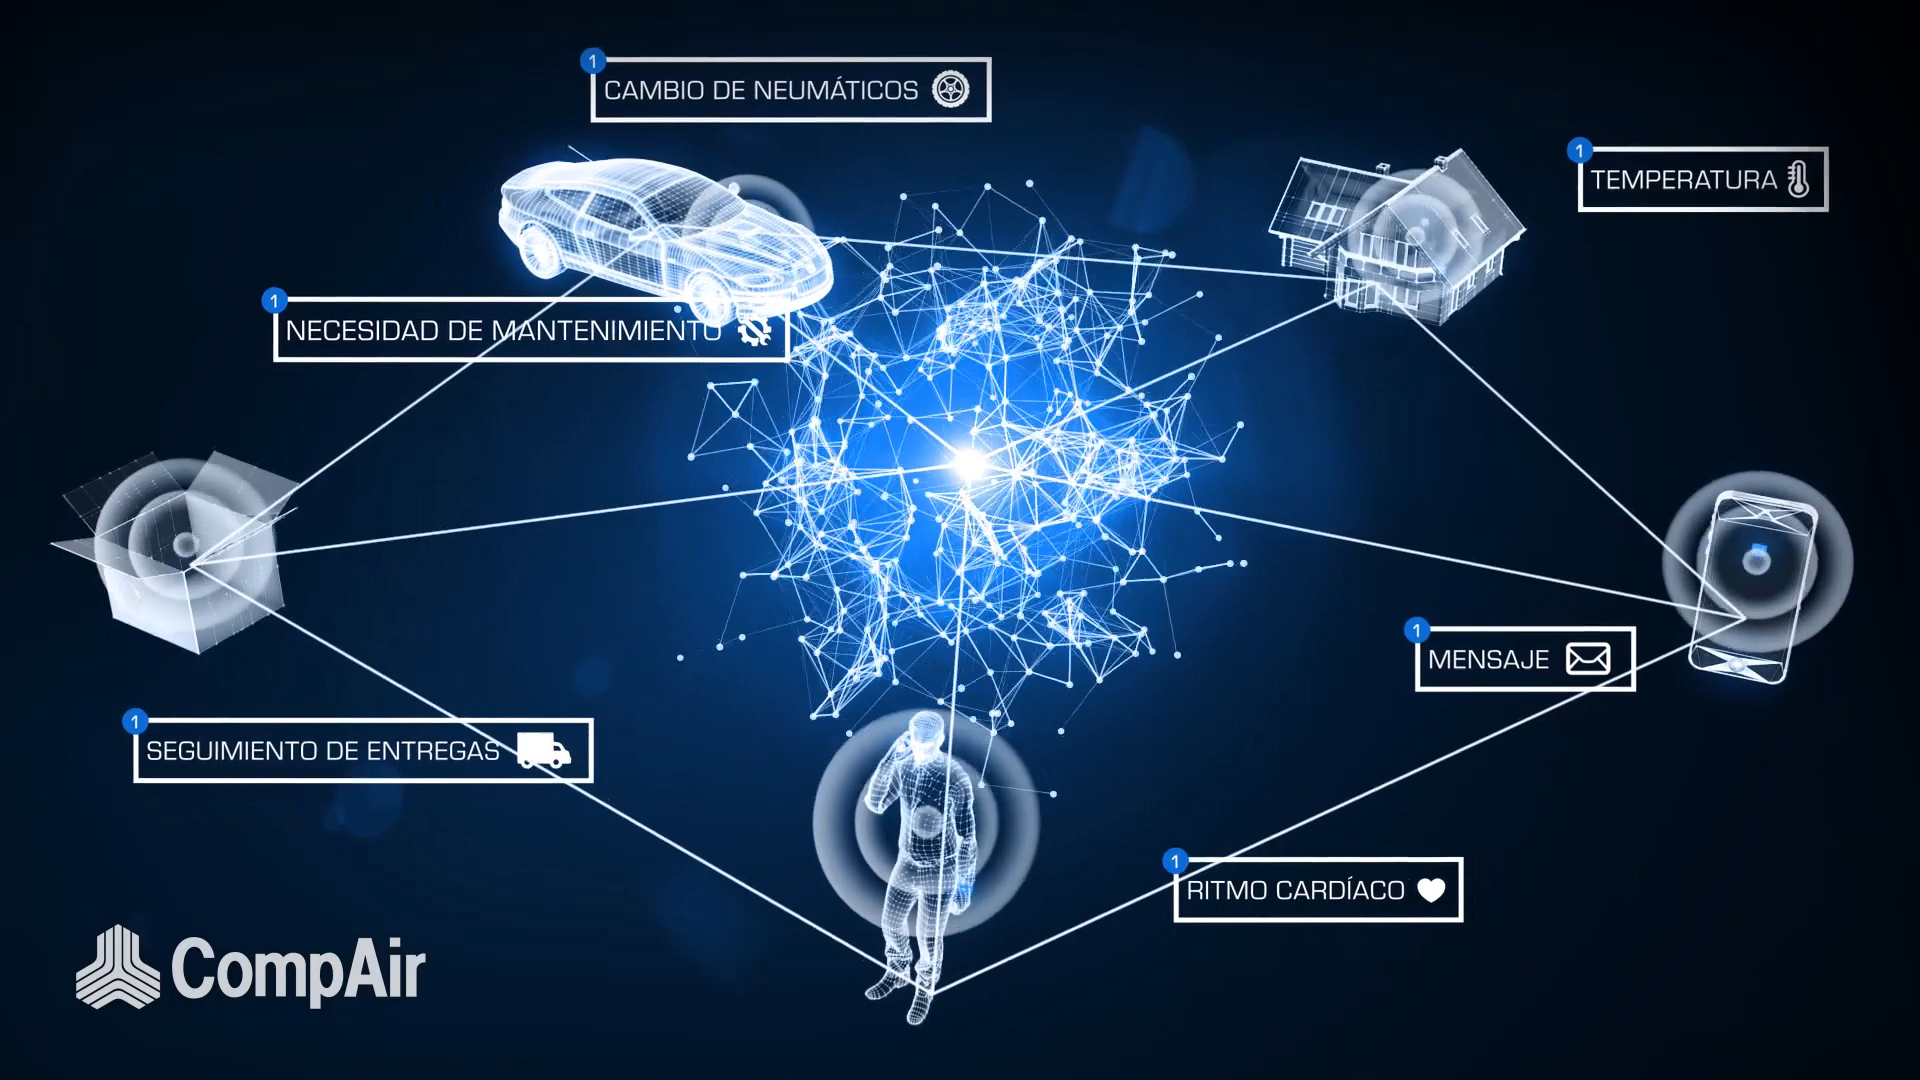 1
CAMBIO DE NEUMÁTICOS
1
TEMPERATURA
1
NECESIDAD DE MANTENIMIENTO
1
MENSAJE
1
SEGUIMIENTO DE ENTREGAS
1
RITMO CARDÍACO
CompAir